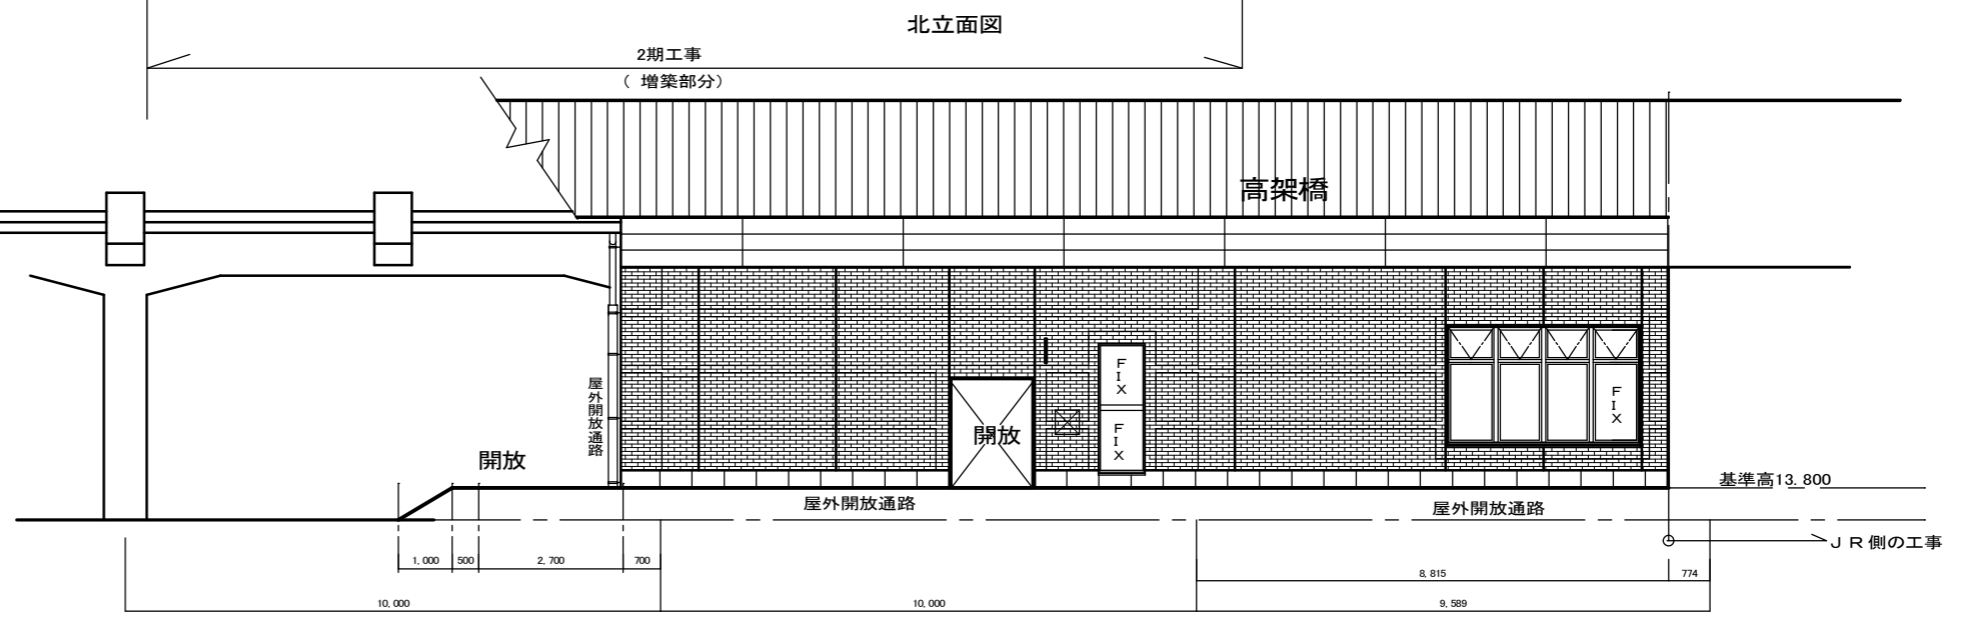 北立面図
2期工事
( 増築部分)
高架橋
FIX
FIX
FIX
屋外開放通路
開放
開放
基準高13.800
屋外開放通路
屋外開放通路
JR側の工事
1,000
500
2,700
700
8,815
774
10,000
10,000
9,589